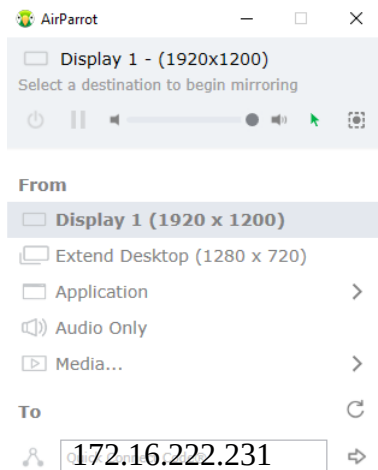 AirParrot
Display 1 - (1920x1200)
Select a destination to begin mirroring
From
Display 1 (1920 x 1200)
Extend Desktop (1280 x 720)
Application
Audio Only
Media...
To
172.16.222.231